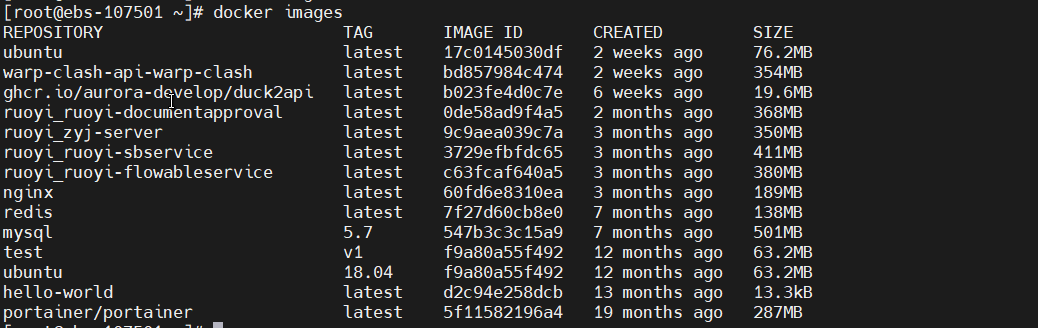 [root@ebs-107501 ]# docker images
REPOSITORY TAG IMAGE ID CREATED SIZE
ubuntu latest 17c0145030df 2 weeks ago 76.2MB
warp-clash-api-warp-clash latest bd857984c474 2 weeks ago 354MB
ghcr.io/aurora-develop/duck2api latest b023fe4d0c7e 6 weeks ago 19.6MB
ruoyi_ruoyi-documentapproval latest 0de58ad9f4a5 2 months ago 368MB
ruoyi_zyj-server latest 9c9aea039c7a 3 months ago 350MB
ruoyi_ruoyi-sbservice latest 3729efbfdc65 3 months ago 411MB
ruoyi_ruoyi-flowableservice latest c63fcaf640a5 3 months ago 380MB
nginx latest 60fd6e8310ea 3 months ago 189MB
redis latest 7f27d60cb8e0 7 months ago 138MB
mysql 5.7 547b3c3c15a9 7 months ago 501MB
test v1 f9a80a55f492 12 months ago 63.2MB
ubuntu 18.04 f9a80a55f492 12 months ago 63.2MB
hello-world latest d2c94e258dcb 13 months ago 13.3kB
portainer/portainer latest 5f11582196a4 19 months ago 287MB
[root@ebs-107501 ]#